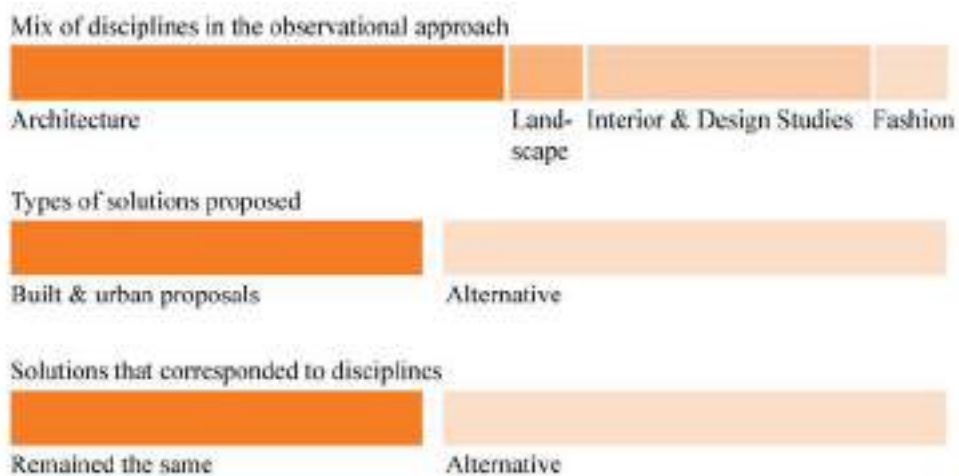 Mix of disciplines in the observational approach
Architecture
Land-
scape
Interior & Design Studies
Fashion
Types of solutions proposed
Built & urban proposals
Alternative
Solutions that corresponded to disciplines
Remained the same
Alternative